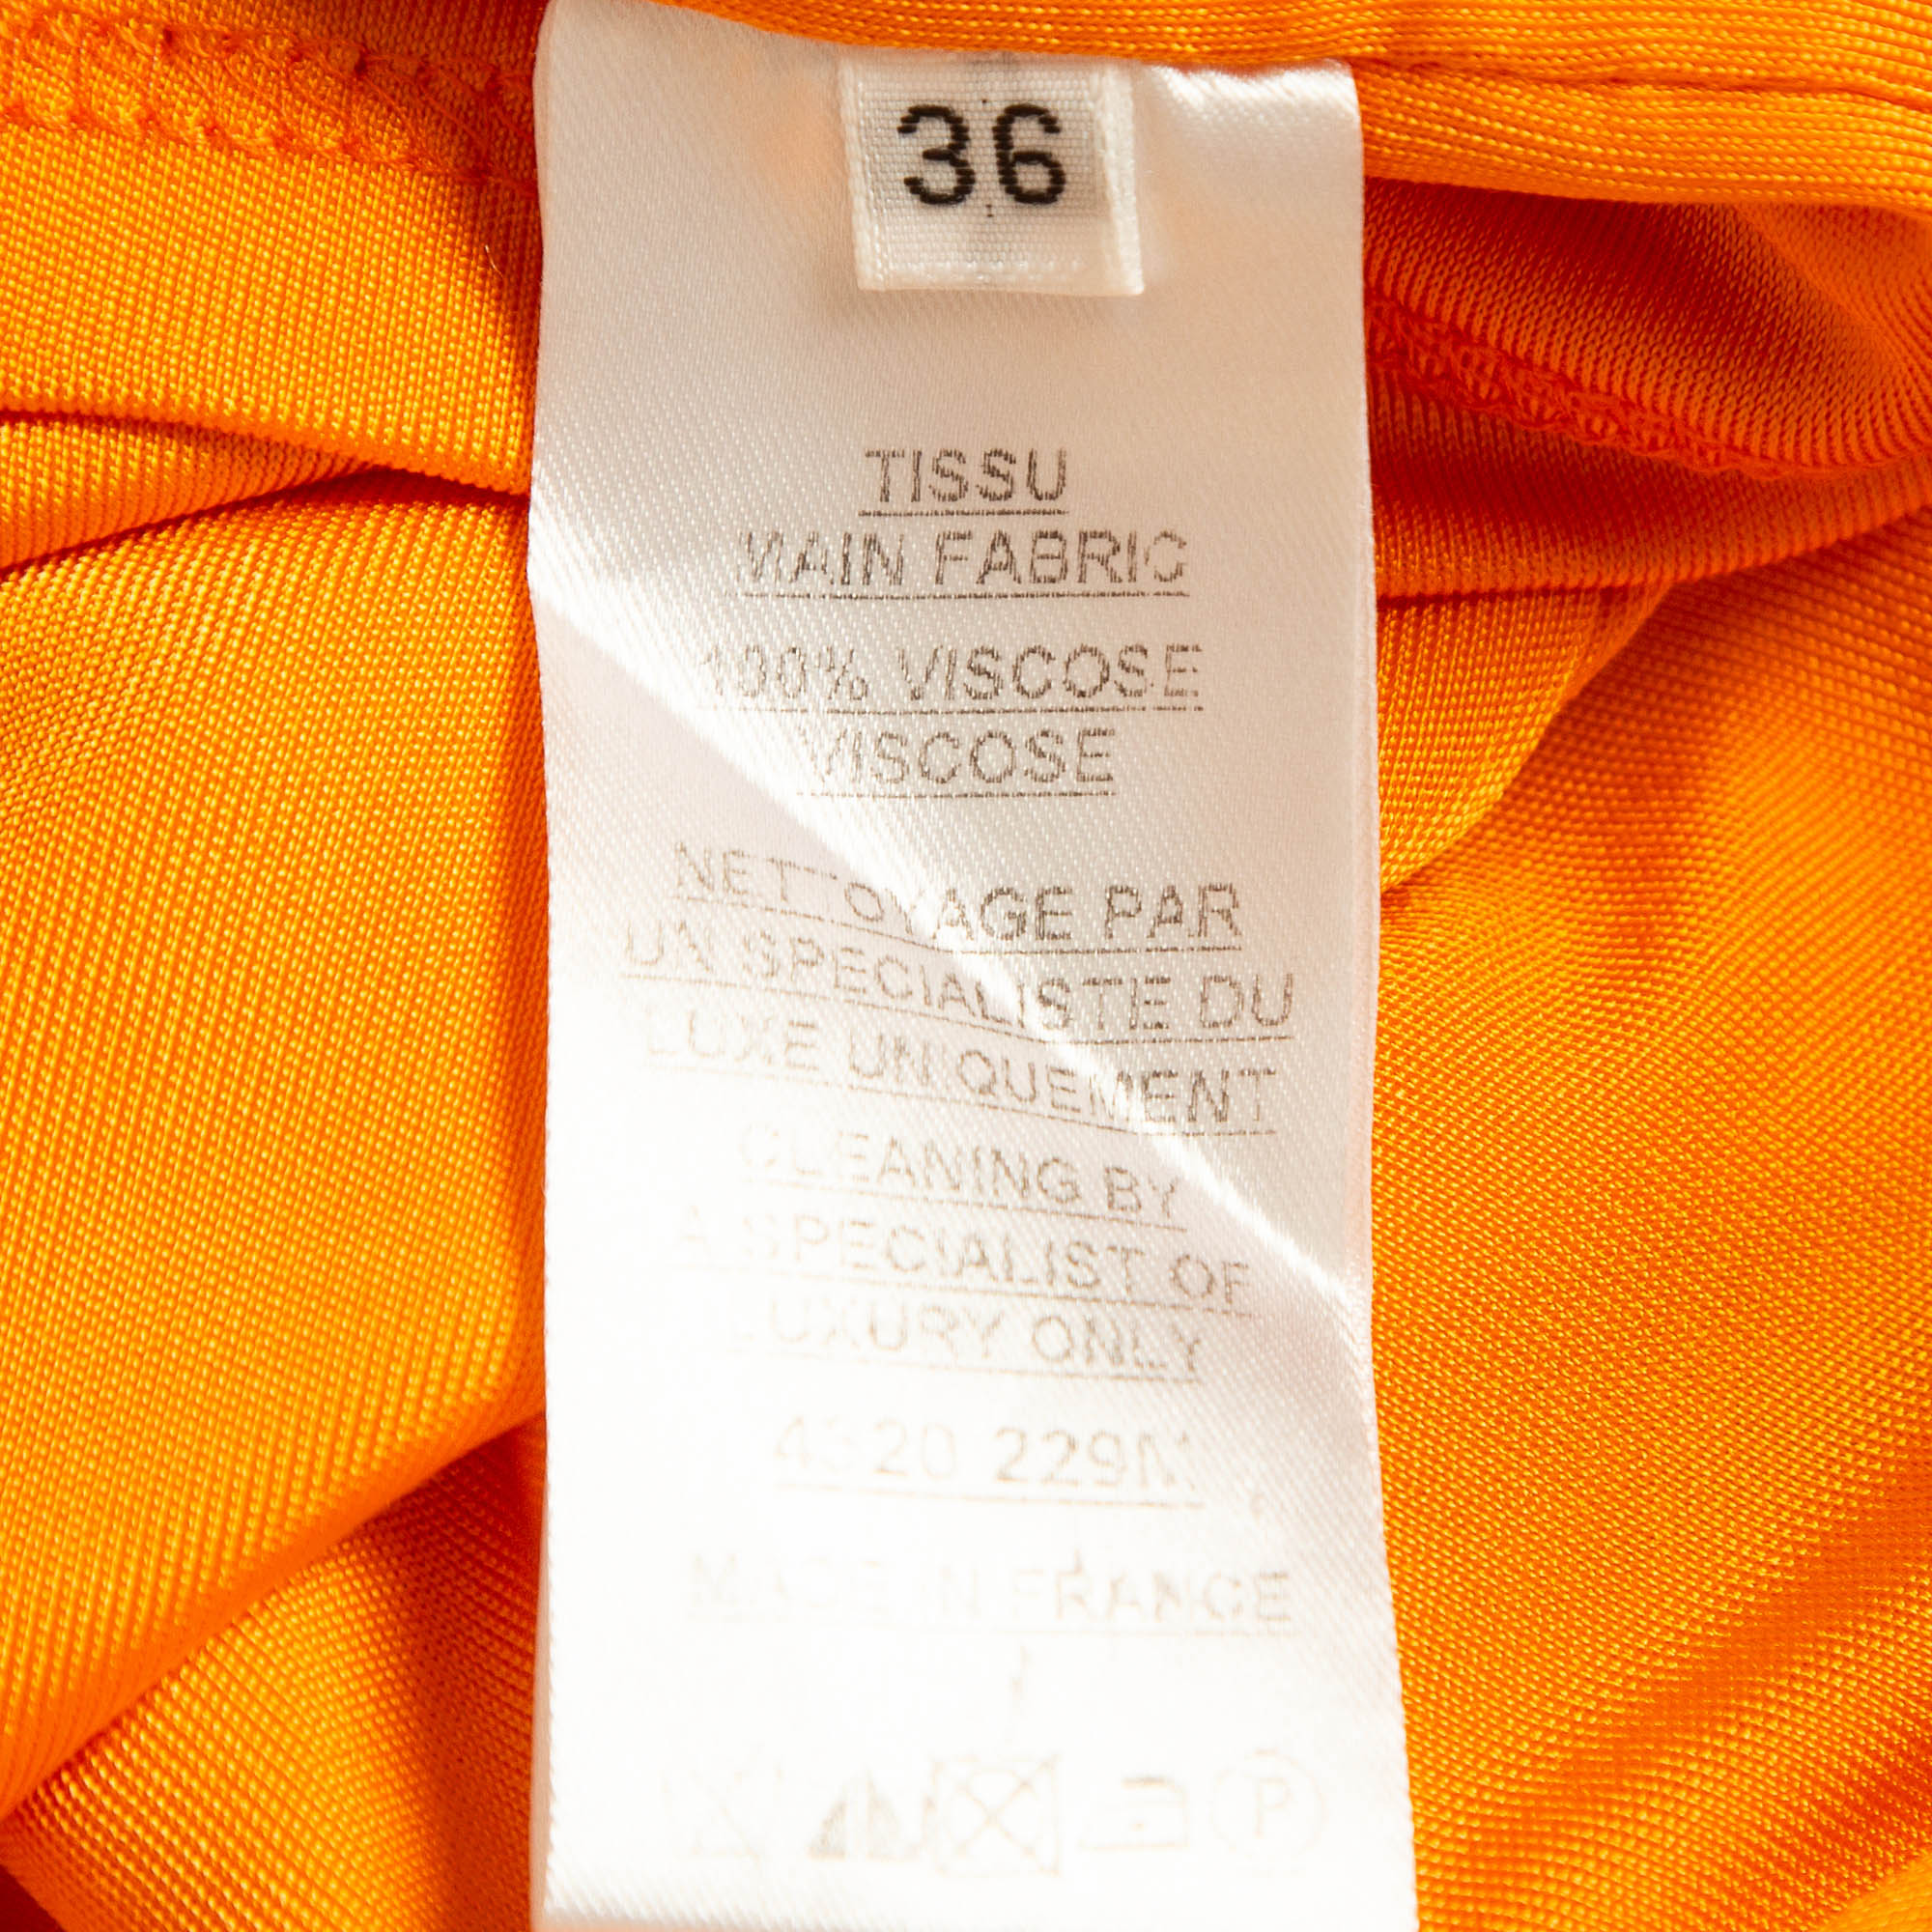 36
TISSU
MAIN FABRIC
100% VISCOSE
VISCOSE
NETTOYAGE PAR
UN SPECIALISTE DU
LUXE UNIQUEMENT
CLEANING BY
A SPECIALIST OF
LUXURY ONLY
4320 229M
MADE IN FRANCE
P